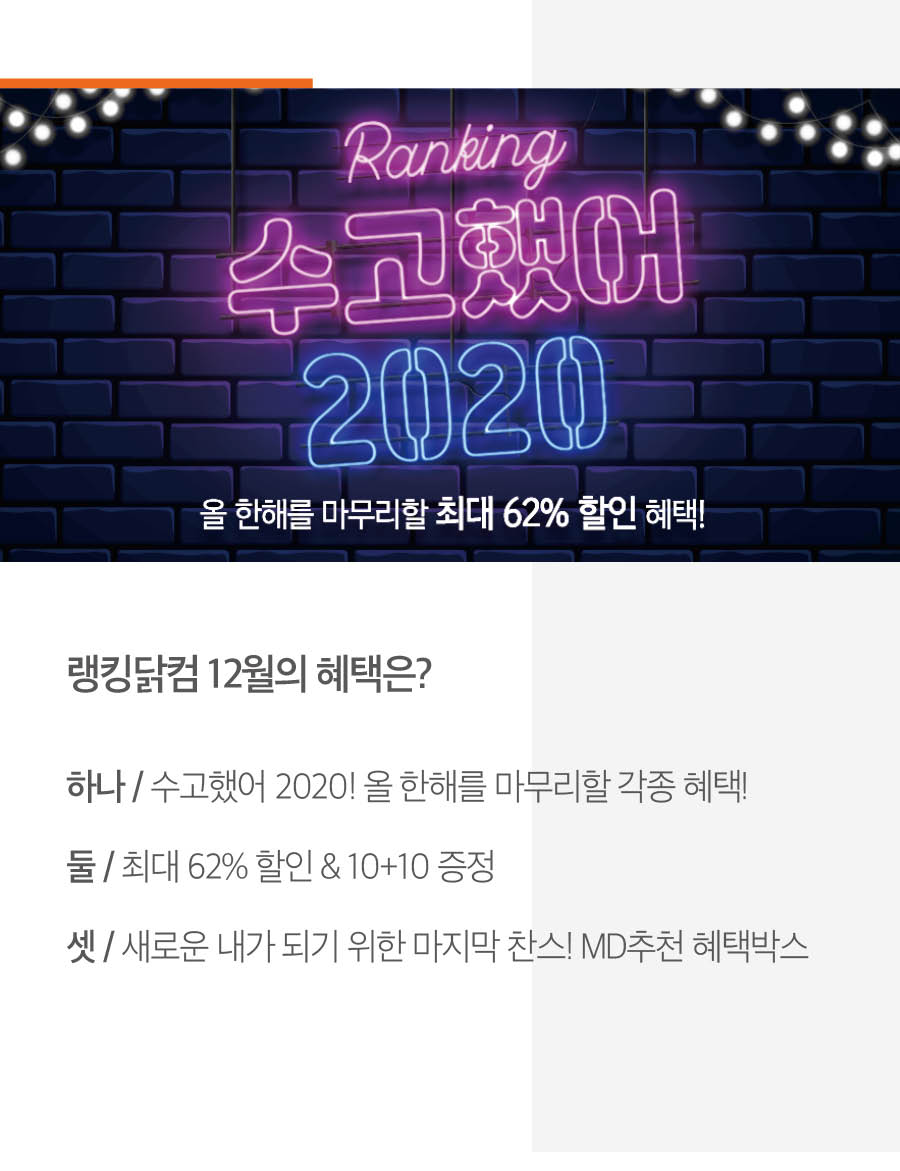 Ranking
수고했어
2020
올 한해를 마무리할 최대 62% 할인 혜택!
랭킹닭컴 12월의 혜택은?
하나 / 수고했어 2020! 올 한해를 마무리할 각종 혜택!
둘 / 최대 62% 할인 & 10+10 증정
셋 / 새로운 내가 되기 위한 마지막 찬스! MD추천 혜택박스